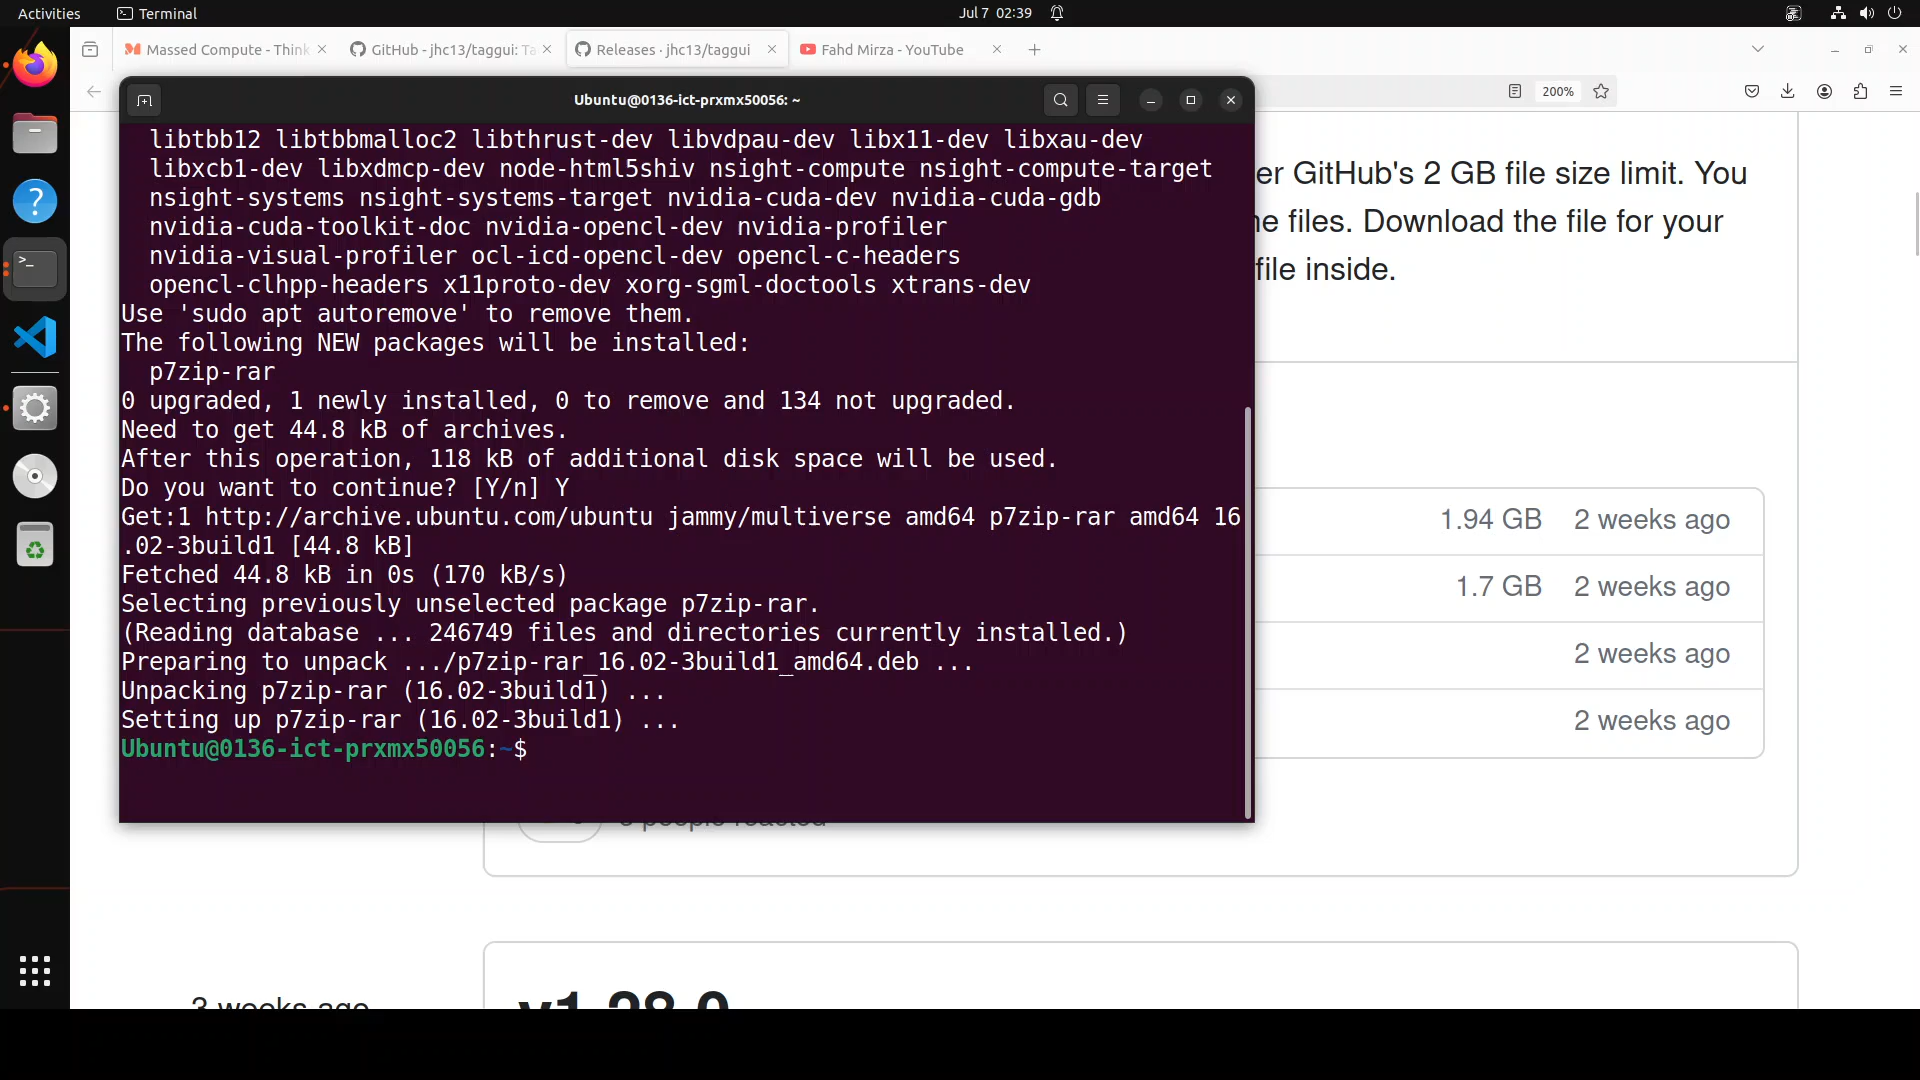 Activities
Terminal
Jul 7 02:39
Massed Compute - Think
GitHub - jhc13/taggui: Ta
Releases · jhc13/taggui
Fahd Mirza - YouTube
200%
Ubuntu@0136-ict-prxmx50056: ~
libtbb12 libtbbmalloc2 libthrust-dev libvdpau-dev libx11-dev libxau-dev
libxcb1-dev libxdmcp-dev node-html5shiv nsight-compute nsight-compute-target
nsight-systems nsight-systems-target nvidia-cuda-dev nvidia-cuda-gdb
nvidia-cuda-toolkit-doc nvidia-opencl-dev nvidia-profiler
nvidia-visual-profiler ocl-icd-opencl-dev opencl-c-headers
opencl-clhpp-headers x11proto-dev xorg-sgml-doctools xtrans-dev
Use 'sudo apt autoremove' to remove them.
The following NEW packages will be installed:
p7zip-rar
0 upgraded, 1 newly installed, 0 to remove and 134 not upgraded.
Need to get 44.8 kB of archives.
After this operation, 118 kB of additional disk space will be used.
Do you want to continue? [Y/n] Y
Get:1 http://archive.ubuntu.com/ubuntu jammy/multiverse amd64 p7zip-rar amd64 16
.02-3build1 [44.8 kB]
Fetched 44.8 kB in 0s (170 kB/s)
Selecting previously unselected package p7zip-rar.
(Reading database ... 246749 files and directories currently installed.)
Preparing to unpack .../p7zip-rar_16.02-3build1_amd64.deb ...
Unpacking p7zip-rar (16.02-3build1) ...
Setting up p7zip-rar (16.02-3build1) ...
Ubuntu@0136-ict-prxmx50056:~$
er GitHub's 2 GB file size limit. You
he files. Download the file for your
file inside.
1.94 GB 2 weeks ago
1.7 GB 2 weeks ago
2 weeks ago
2 weeks ago
people reacted
3 weeks ago
v1.28.0